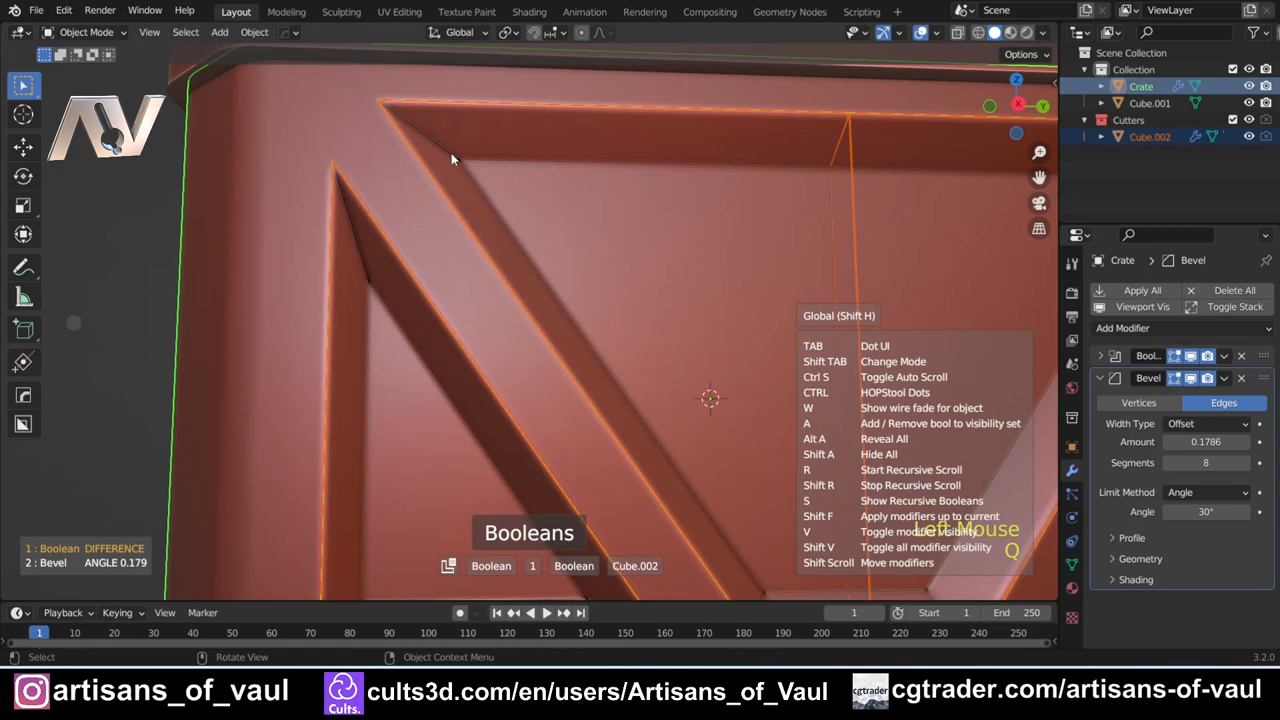 File Edit Render Window Help Layout Modeling Sculpting UV Editing Texture Paint Shading Animation Rendering Compositing Geometry Nodes Scripting + Scene ViewLayer
Object Mode View Select Add Object Global
Options
Scene Collection
Collection
Crate
Cube.001
Cutters
Cube.002
X Y Z
Global (Shift H)
TAB Dot UI
Shift TAB Change Mode
Ctrl S Toggle Auto Scroll
CTRL HOPStool Dots
W Show wire fade for object
A Add / Remove bool to visibility set
Alt A Reveal All
Shift A Hide All
R Start Recursive Scroll
Shift R Stop Recursive Scroll
S Show Recursive Booleans
Shift F Apply modifiers up to current
V Toggle modifier visibility
Shift V Toggle all modifier visibility
Shift Scroll Move modifiers
Left Mouse
Q
Booleans
Boolean 1 Boolean Cube.002
1 : Boolean DIFFERENCE
2 : Bevel ANGLE 0.179
Crate > Bevel
Apply All Delete All
Viewport Vis Toggle Stack
Add Modifier
Bool...
Bevel
Vertices Edges
Width Type Offset
Amount 0.1786
Segments 8
Limit Method Angle
Angle 30°
Profile
Geometry
Shading
Playback Keying View Marker 1 Start 1 End 250
1 10 20 30 40 50 60 70 80 90 100 110 120 130 140 150 160 170 180 190 200 210 220 230 240 250
Select Rotate View Object Context Menu 3.2.0
artisans_of_vaul Cults. cults3d.com/en/users/Artisans_of_Vaul cgtrader.com/artisans-of-vaul